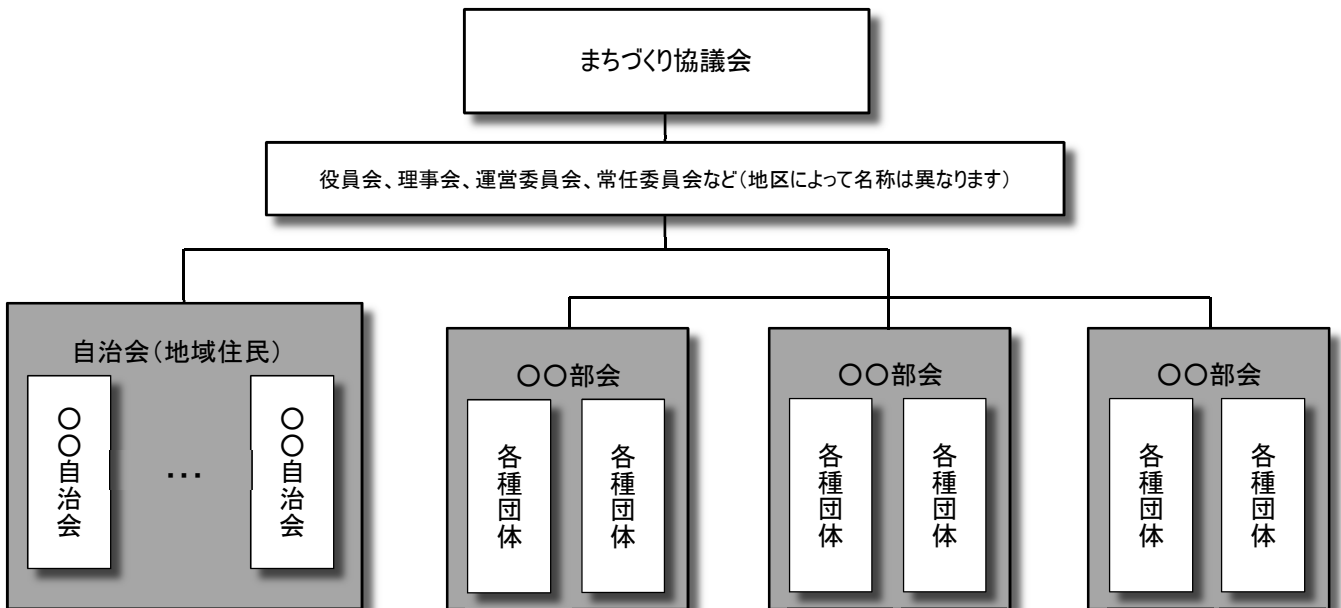 まちづくり協議会
役員会、理事会、運営委員会、常任委員会など（地区によって名称は異なります）
自治会（地域住民）
〇〇自治会
…
〇〇自治会
〇〇部会
各種団体
各種団体
〇〇部会
各種団体
各種団体
〇〇部会
各種団体
各種団体